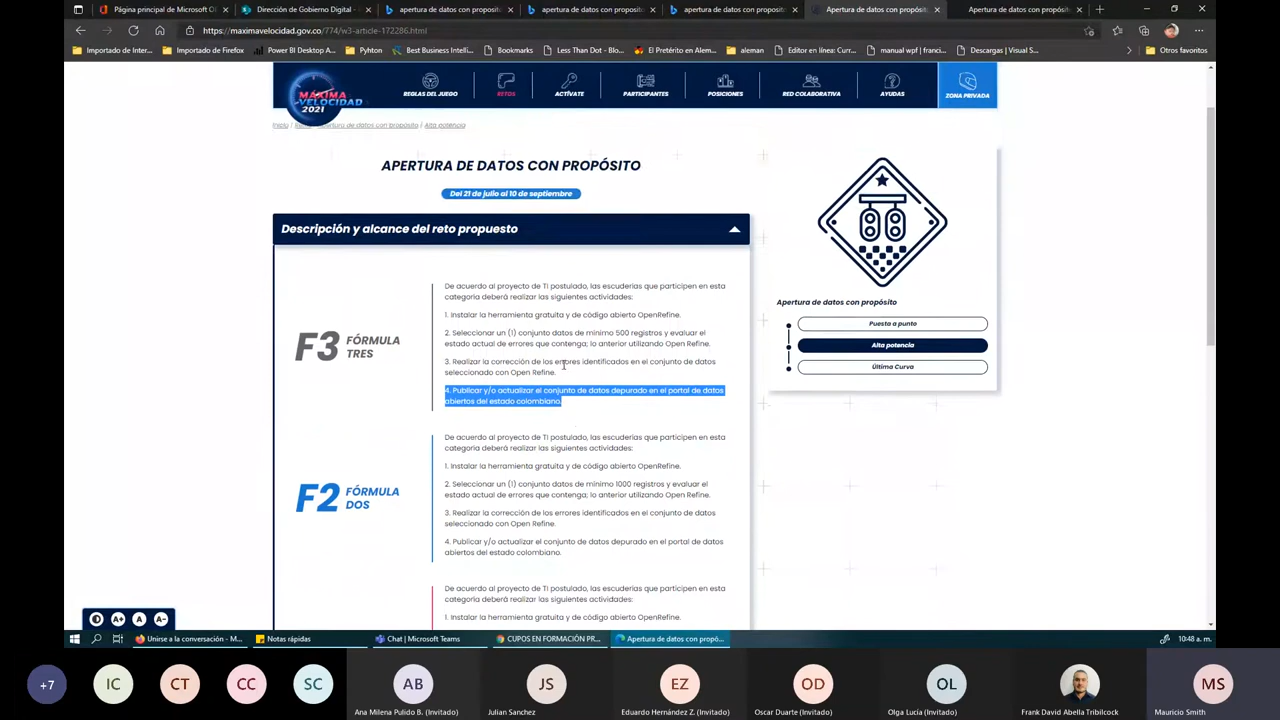 Página principal de Microsoft O
Dirección de Gobierno Digital -
apertura de datos con propósito
apertura de datos con propósito
apertura de datos con propósito
Apertura de datos con propósito
Apertura de datos con propósito
https://maximavelocidad.gov.co/774/w3-article-172286.html
Importado de Inter...
Importado de Firefox
Power BI Desktop A...
Pyhton
Best Business Intelli...
Bookmarks
Less Than Dot - Blo...
El Pretérito en Alem...
aleman
Editor en línea: Curr...
manual wpf | franci...
Descargas | Visual S...
Otros favoritos
MÁXIMA
VELOCIDAD
2021
REGLAS DEL JUEGO
RETOS
ACTÍVATE
PARTICIPANTES
POSICIONES
RED COLABORATIVA
AYUDAS
ZONA PRIVADA
Apertura de datos con propósito / Alta potencia
APERTURA DE DATOS CON PROPÓSITO
Del 21 de julio al 10 de septiembre
Descripción y alcance del reto propuesto
F3 FÓRMULA
TRES
De acuerdo al proyecto de TI postulado, las escuderías que participen en esta
categoría deberá realizar las siguientes actividades:
1. Instalar la herramienta gratuita y de código abierto OpenRefine.
2. Seleccionar un (1) conjunto datos de mínimo 500 registros y evaluar el
estado actual de errores que contenga; lo anterior utilizando OpenRefine.
3. Realizar la corrección de los errores identificados en el conjunto de datos
seleccionado con Open Refine.
4. Publicar y/o actualizar el conjunto de datos depurado en el portal de datos
abiertos del estado colombiano.
F2 FÓRMULA
DOS
De acuerdo al proyecto de TI postulado, las escuderías que participen en esta
categoría deberá realizar las siguientes actividades:
1. Instalar la herramienta gratuita y de código abierto OpenRefine.
2. Seleccionar un (1) conjunto datos de mínimo 1000 registros y evaluar el
estado actual de errores que contenga; lo anterior utilizando OpenRefine.
3. Realizar la corrección de los errores identificados en el conjunto de datos
seleccionado con Open Refine.
4. Publicar y/o actualizar el conjunto de datos depurado en el portal de datos
abiertos del estado colombiano.
De acuerdo al proyecto de TI postulado, las escuderías que participen en esta
categoría deberá realizar las siguientes actividades:
1. Instalar la herramienta gratuita y de código abierto OpenRefine.
Apertura de datos con propósito
Puesta a punto
Alta potencia
Última Curva
A+
A
A-
Unirse a la conversación - M...
Notas rápidas
Chat | Microsoft Teams
CUPOS EN FORMACIÓN PR...
Apertura de datos con propó...
10:48 a. m.
+7
IC
CT
CC
SC
AB
Ana Milena Pulido B. (Invitado)
JS
Julian Sanchez
EZ
Eduardo Hernández Z. (Invitado)
OD
Oscar Duarte (Invitado)
OL
Olga Lucía (Invitado)
Frank David Abella Tribilcock
MS
Mauricio Smith